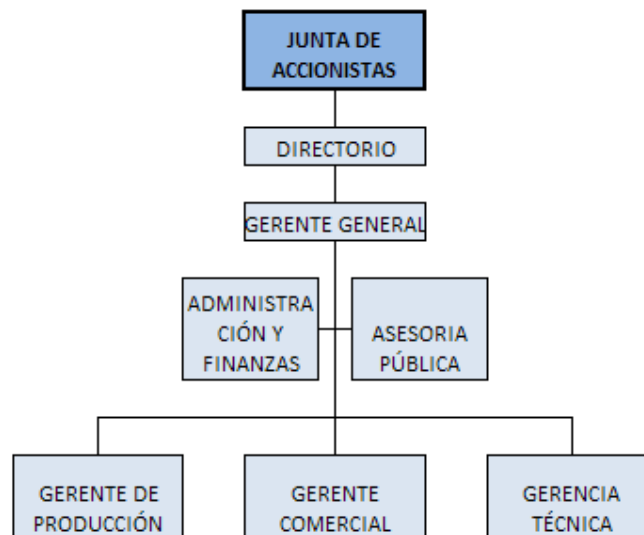 JUNTA DE
ACCIONISTAS
DIRECTORIO
GERENTE GENERAL
ADMINISTRA
CIÓN Y
FINANZAS
ASESORIA
PÚBLICA
GERENTE DE
PRODUCCIÓN
GERENTE
COMERCIAL
GERENCIA
TÉCNICA